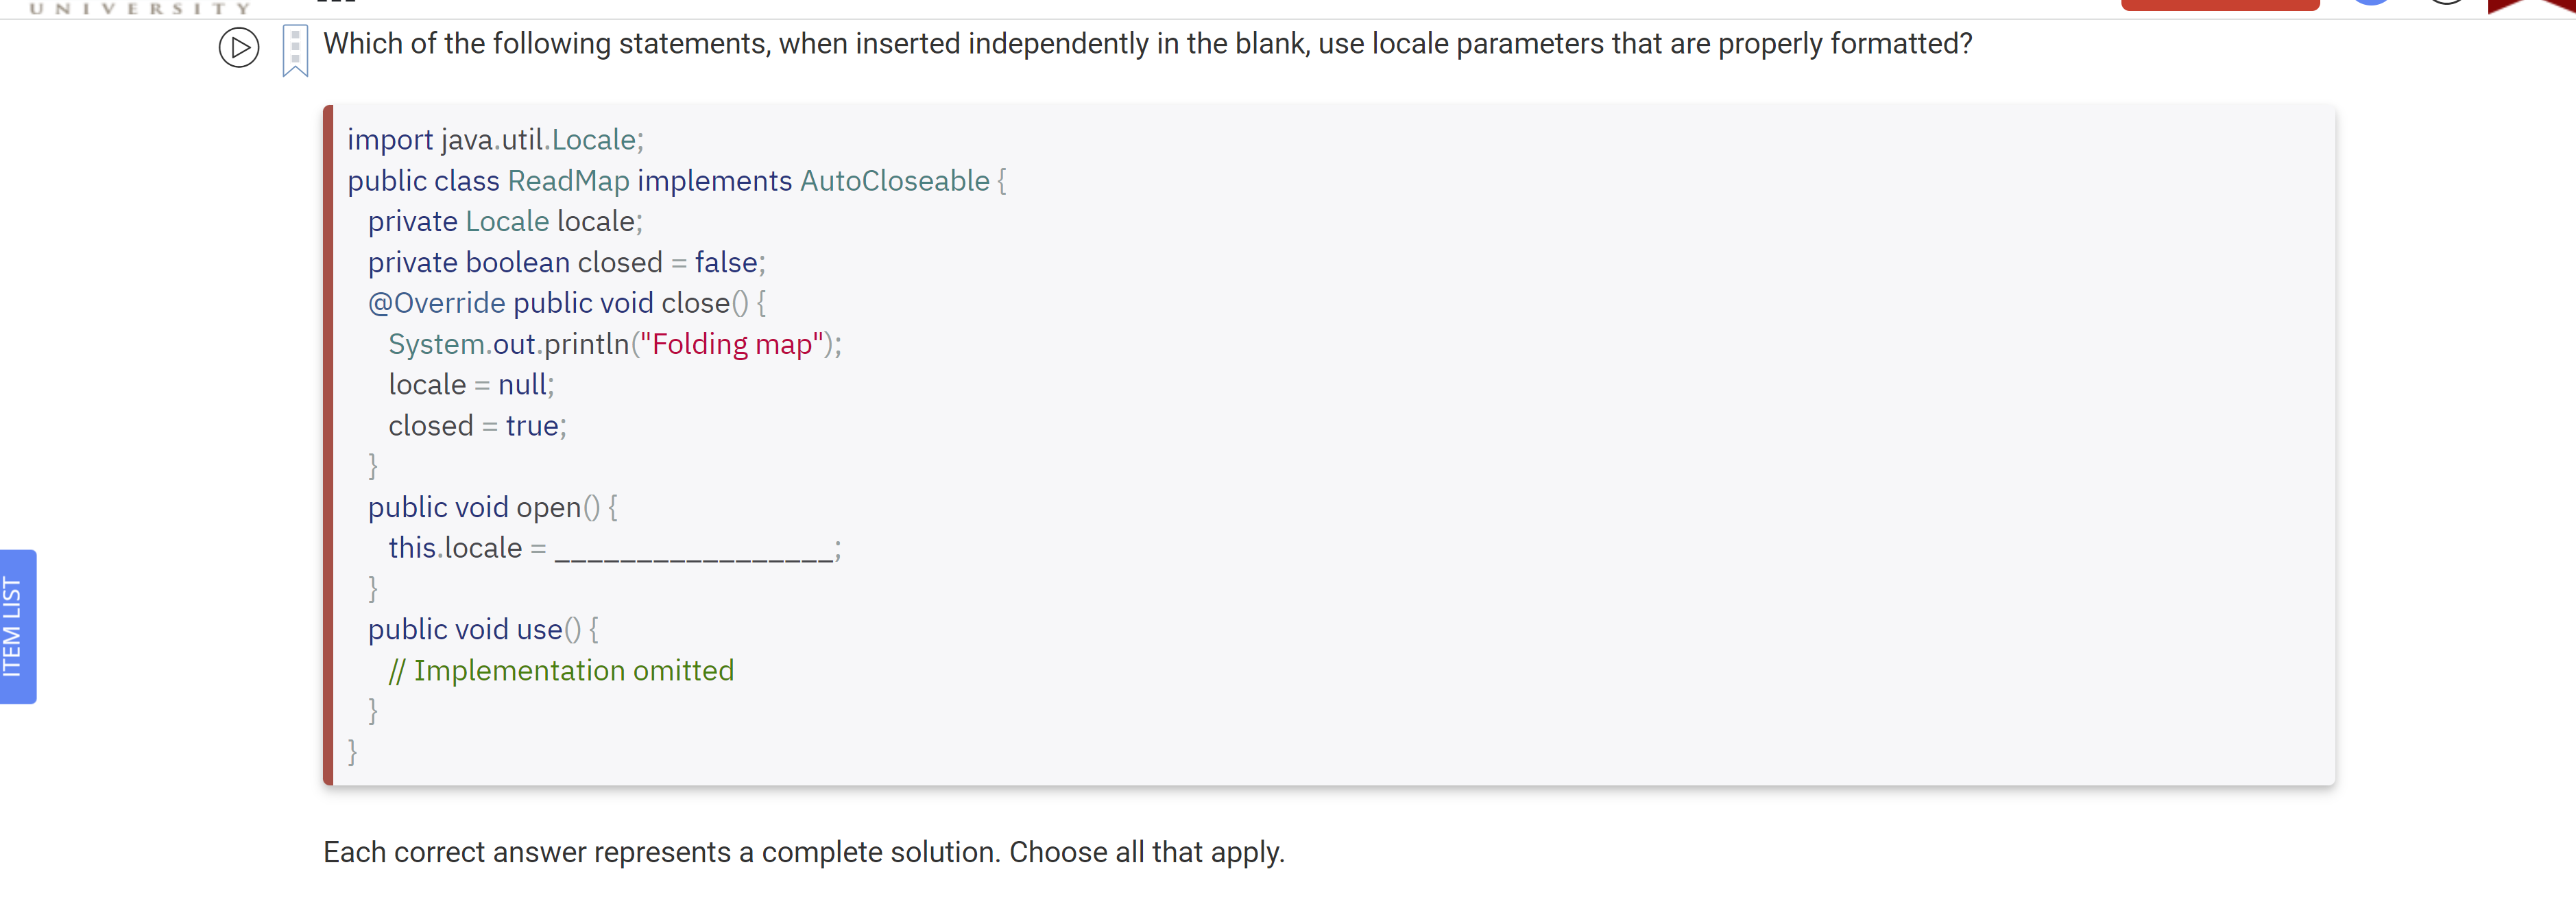 UNIVERSITY
Which of the following statements, when inserted independently in the blank, use locale parameters that are properly formatted?
import java.util.Locale;
public class ReadMap implements AutoCloseable {
private Locale locale;
private boolean closed = false;
@Override public void close() {
System.out.println("Folding map");
locale = null;
closed = true;
}
public void open() {
this.locale = _________________;
}
public void use() {
// Implementation omitted
}
}
ITEM LIST
Each correct answer represents a complete solution. Choose all that apply.